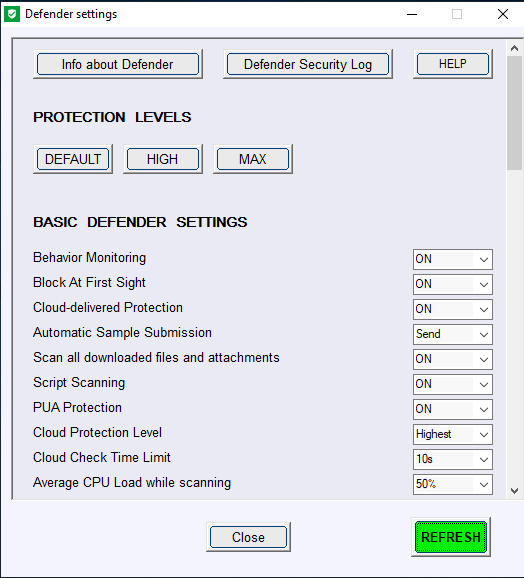 Defender settings
Info about Defender Defender Security Log HELP
PROTECTION LEVELS
DEFAULT HIGH MAX
BASIC DEFENDER SETTINGS
Behavior Monitoring ON
Block At First Sight ON
Cloud-delivered Protection ON
Automatic Sample Submission Send
Scan all downloaded files and attachments ON
Script Scanning ON
PUA Protection ON
Cloud Protection Level Highest
Cloud Check Time Limit 10s
Average CPU Load while scanning 50%
Close REFRESH